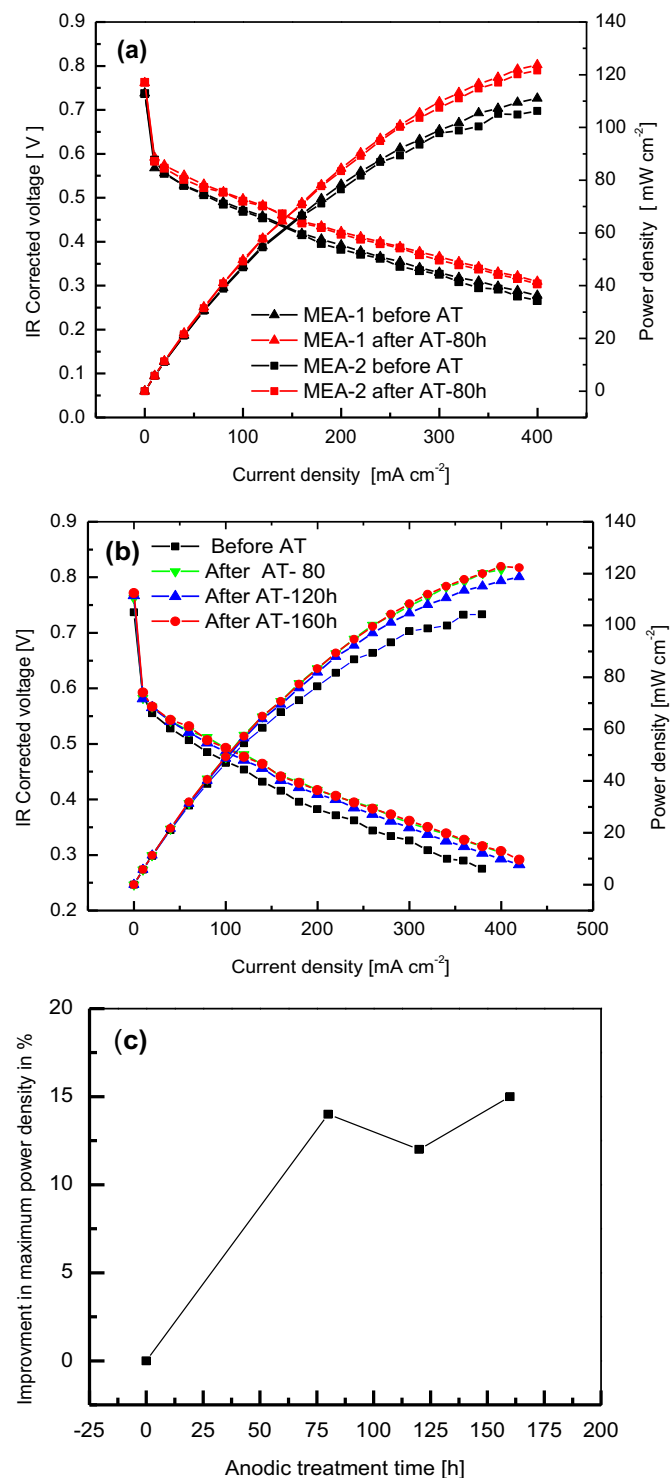 (a)
0.9
0.8
0.7
0.6
0.5
0.4
0.3
0.2
0.1
0.0
IR Corrected voltage [ V ]
140
120
100
80
60
40
20
0
Power density [ mW cm-2]
MEA-1 before AT
MEA-1 after AT-80h
MEA-2 before AT
MEA-2 after AT-80h
0 100 200 300 400
Current density [mA cm-2]
(b)
0.9
0.8
0.7
0.6
0.5
0.4
0.3
0.2
IR Corrected voltage [V]
Before AT
After AT- 80
After AT-120h
After AT-160h
140
120
100
80
60
40
20
0
Power density [mW cm-2]
0 100 200 300 400 500
Current density [mA cm-2]
(c)
20
15
10
5
0
Improvment in maximum power density in %
-25 0 25 50 75 100 125 150 175 200
Anodic treatment time [h]